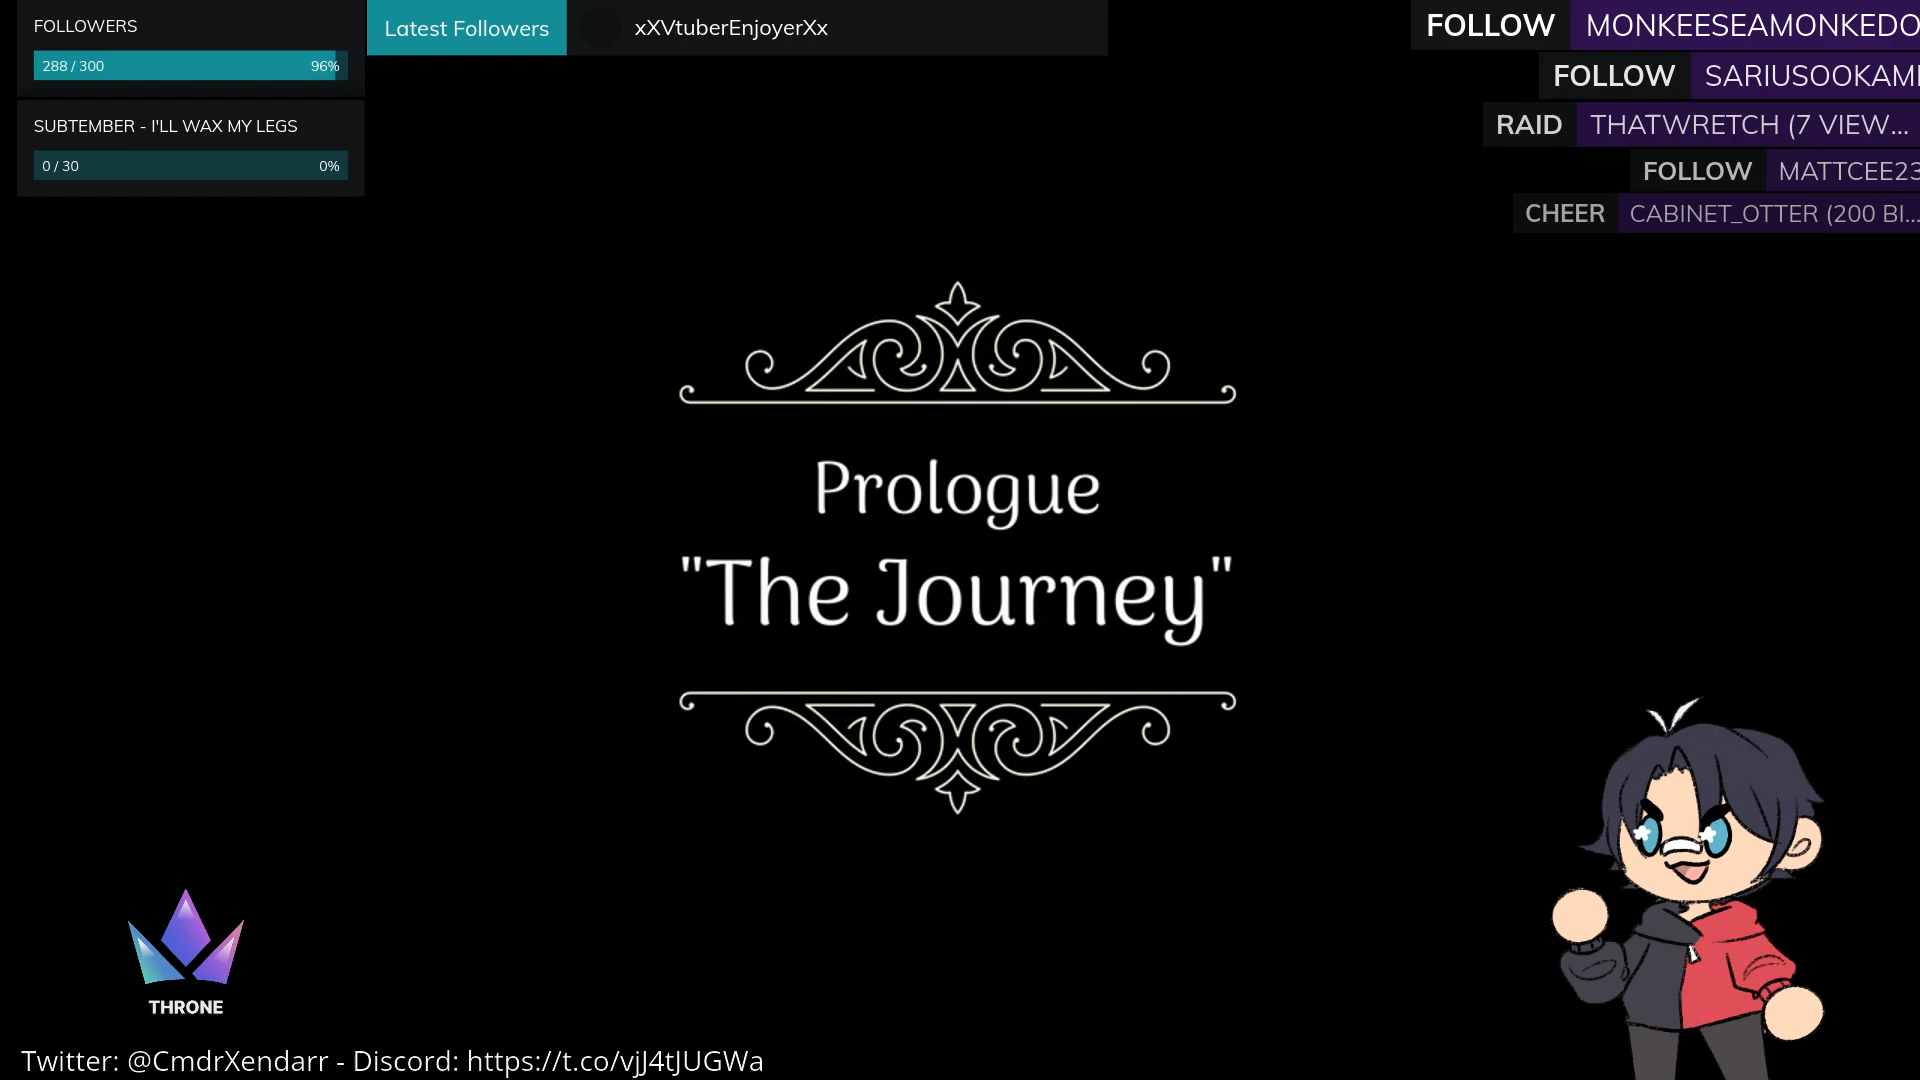 FOLLOWERS
288 / 300 96%
SUBTEMBER - I'LL WAX MY LEGS
0 / 30 0%
Latest Followers xXVtuberEnjoyerXx
FOLLOW MONKEESEAMONKEDO
FOLLOW SARIUSOOKAMI
RAID THATWRETCH (7 VIEW...
FOLLOW MATTCEE23
CHEER CABINET_OTTER (200 BI...
Prologue
"The Journey"
THRONE
Twitter: @CmdrXendarr - Discord: https://t.co/vjJ4tJUGWa